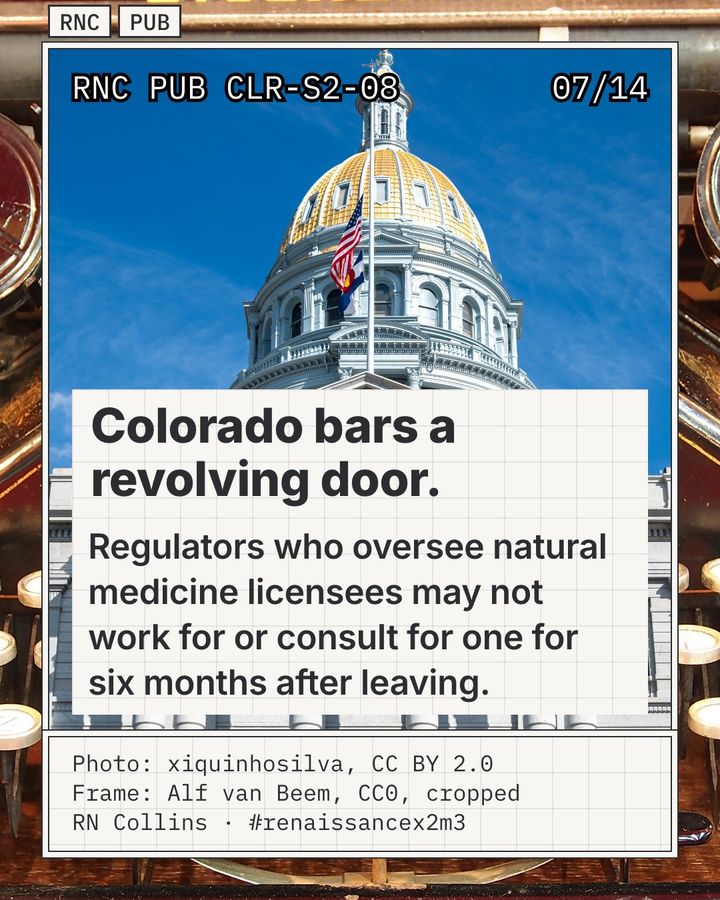 RNC PUB
RNC PUB CLR-S2-08 07/14
Colorado bars a
revolving door.
Regulators who oversee natural
medicine licensees may not
work for or consult for one for
six months after leaving.
Photo: xiquinhosilva, CC BY 2.0
Frame: Alf van Beem, CC0, cropped
RN Collins · #renaissancex2m3